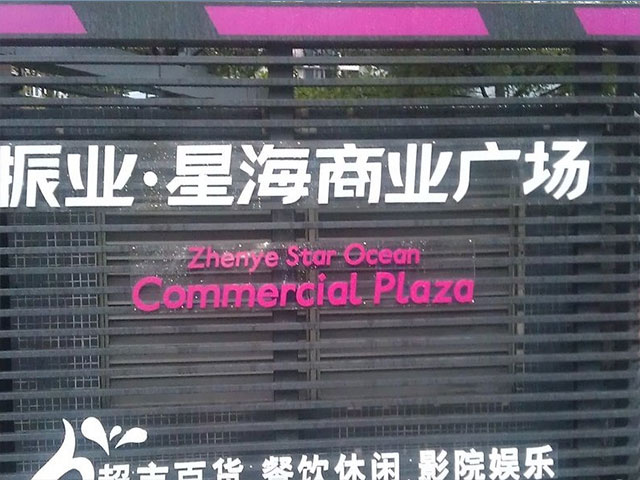 振业·星海商业广场
Zhenye Star Ocean
Commercial Plaza
超市百货 餐饮休闲 影院娱乐